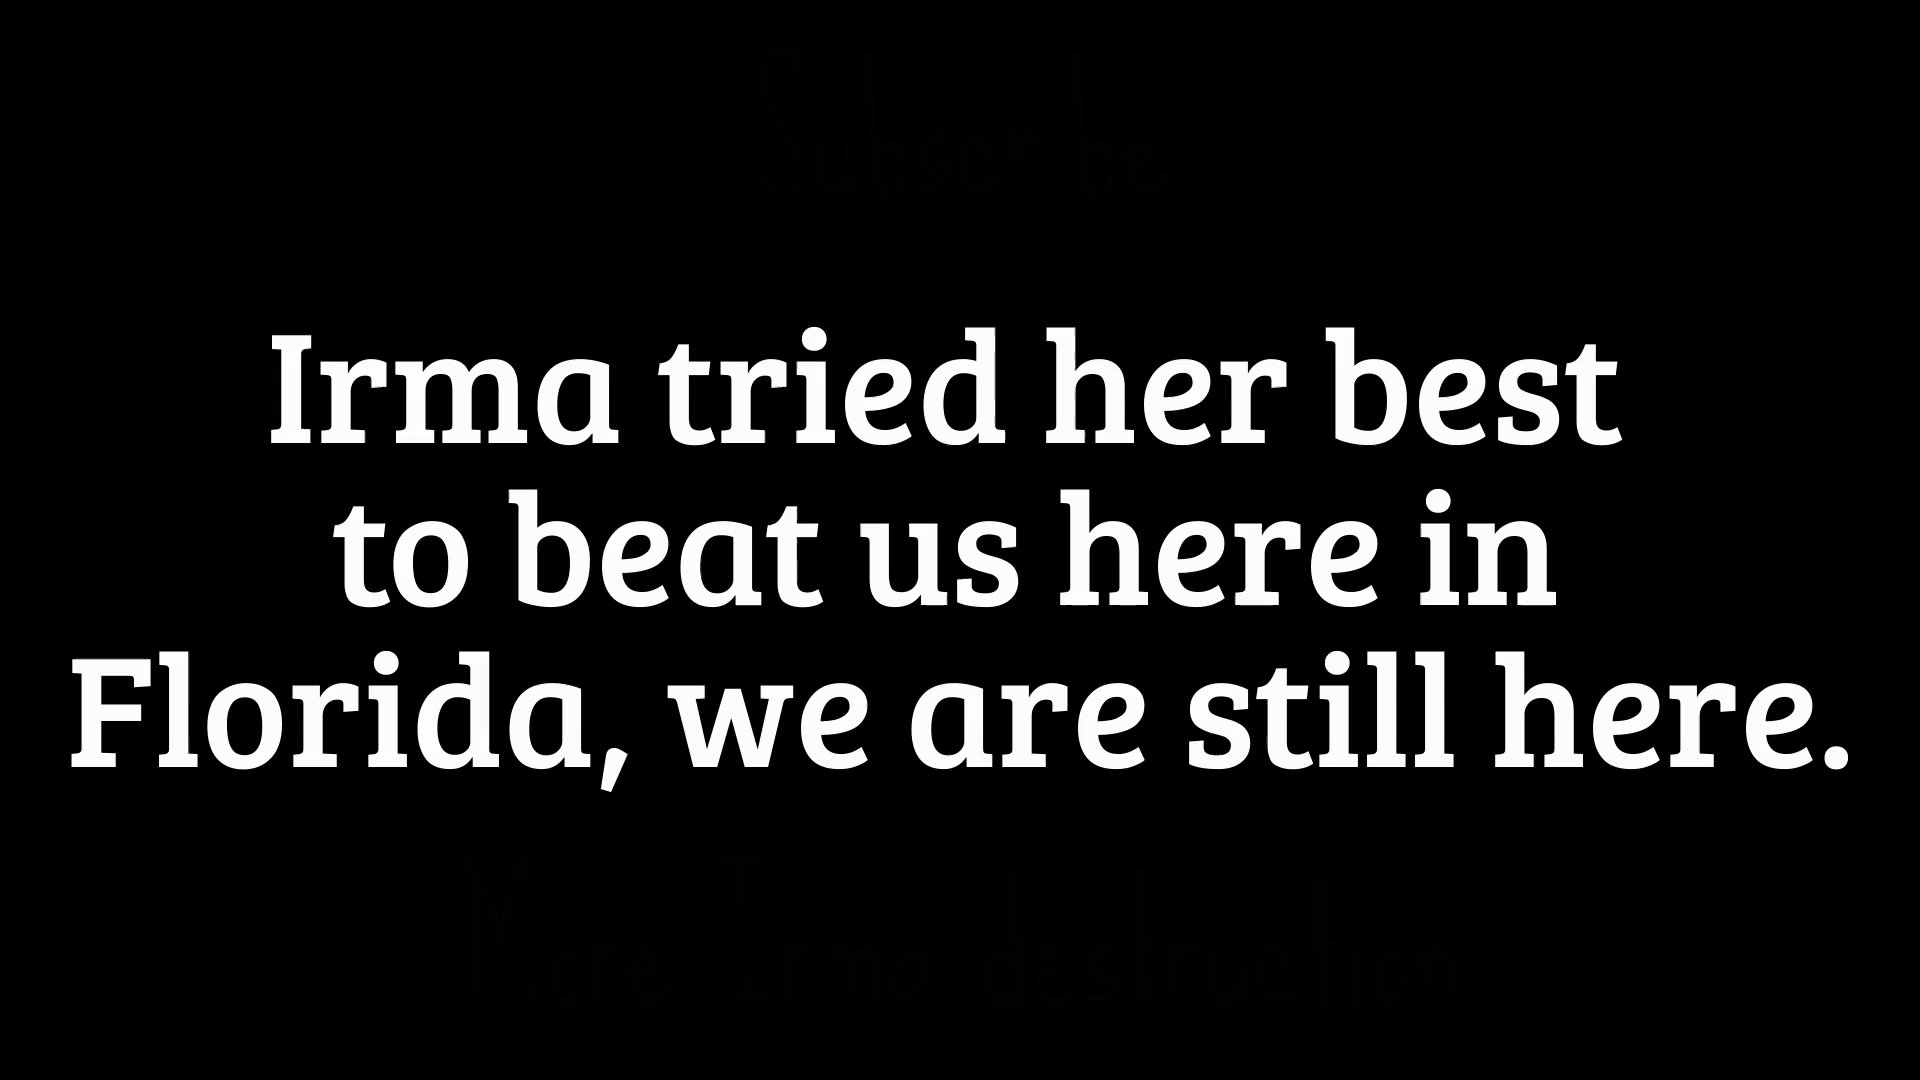 Subscribe
Irma tried her best
to beat us here in
Florida, we are still here.
More Irma destruction